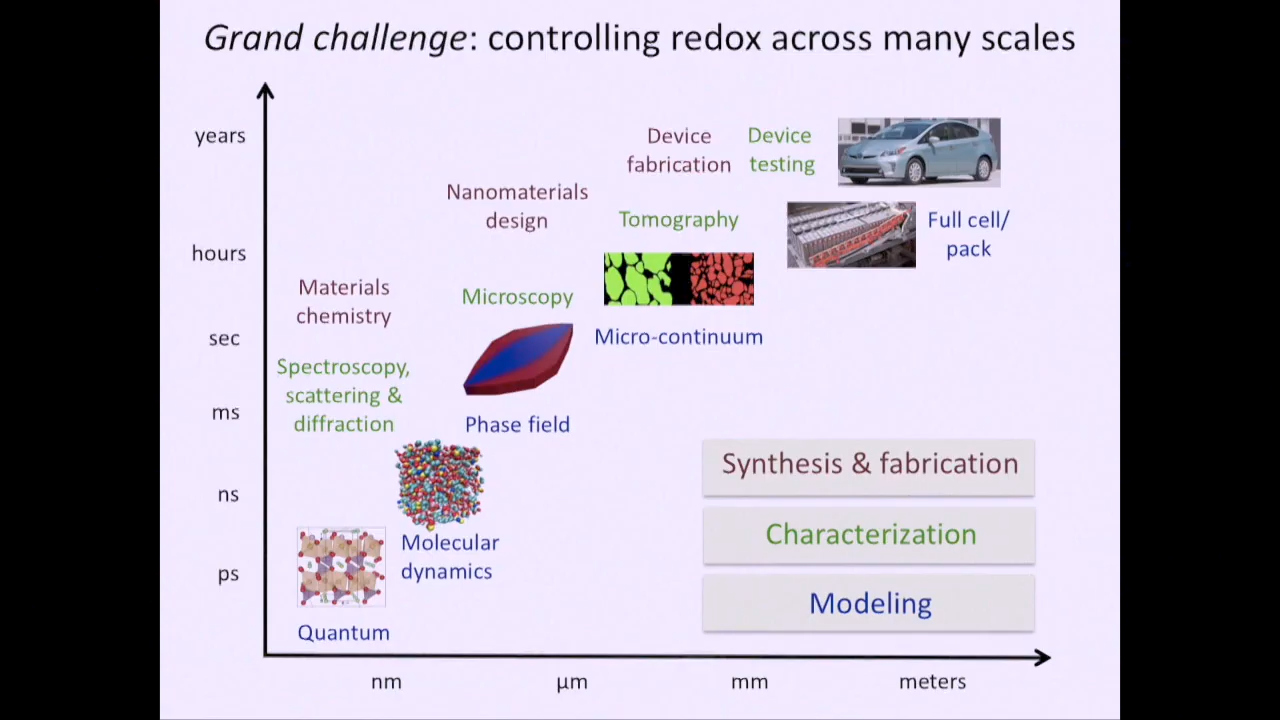 Grand challenge: controlling redox across many scales
years
hours
sec
ms
ns
ps
Device
fabrication
Device
testing
Nanomaterials
design
Tomography
Full cell/
pack
Materials
chemistry
Microscopy
Micro-continuum
Spectroscopy,
scattering &
diffraction
Phase field
Molecular
dynamics
Quantum
Synthesis & fabrication
Characterization
Modeling
nm
μm
mm
meters